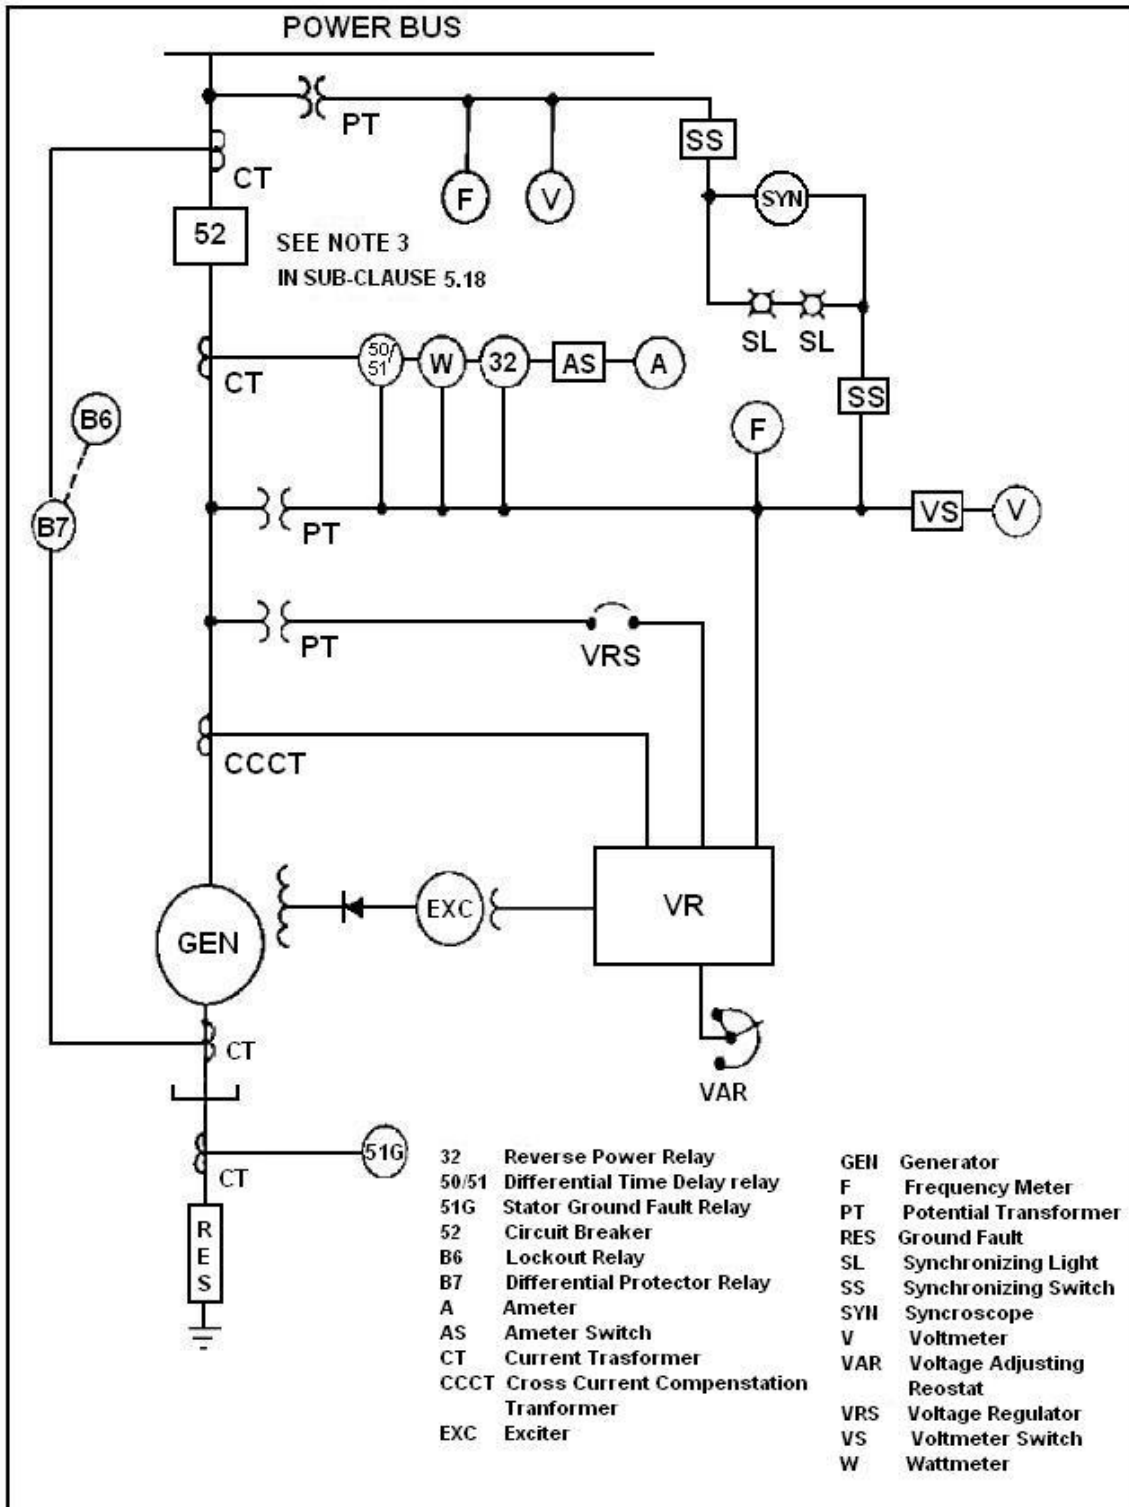 POWER BUS
PT
SS
CT
F
V
SYN
52
SEE NOTE 3
IN SUB-CLAUSE 5.18
SL SL
50/
51
W
32
AS
A
CT
SS
B6
F
B7
PT
VS
V
PT
VRS
CCCT
GEN
EXC
VR
CT
VAR
51G
CT
R
E
S
32 Reverse Power Relay
50/51 Differential Time Delay relay
51G Stator Ground Fault Relay
52 Circuit Breaker
B6 Lockout Relay
B7 Differential Protector Relay
A Ameter
AS Ameter Switch
CT Current Trasformer
CCCT Cross Current Compenstation
Tranformer
EXC Exciter
GEN Generator
F Frequency Meter
PT Potential Transformer
RES Ground Fault
SL Synchronizing Light
SS Synchronizing Switch
SYN Syncroscope
V Voltmeter
VAR Voltage Adjusting
Reostat
VRS Voltage Regulator
VS Voltmeter Switch
W Wattmeter